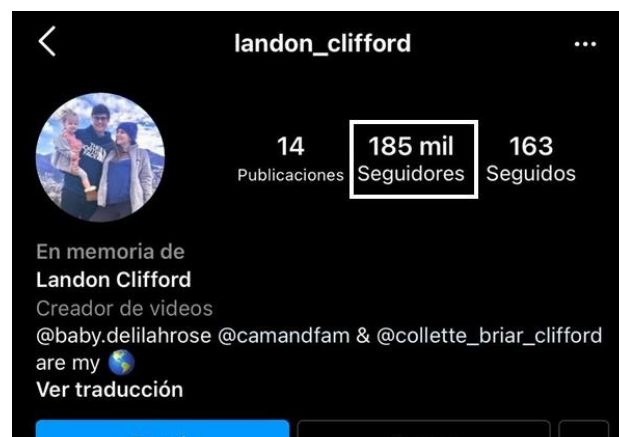 landon_clifford
14 185 mil 163
Publicaciones Seguidores Seguidos
En memoria de
Landon Clifford
Creador de videos
@baby.delilahrose @camandfam & @collette_briar_clifford
are my 🌎
Ver traducción